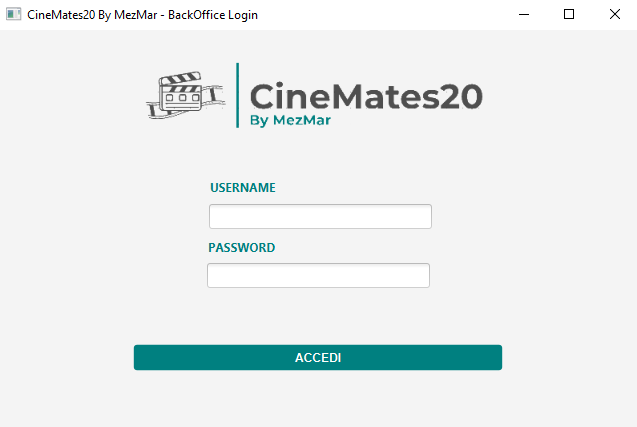 CineMates20 By MezMar - BackOffice Login
CineMates20
By MezMar
USERNAME
PASSWORD
ACCEDI